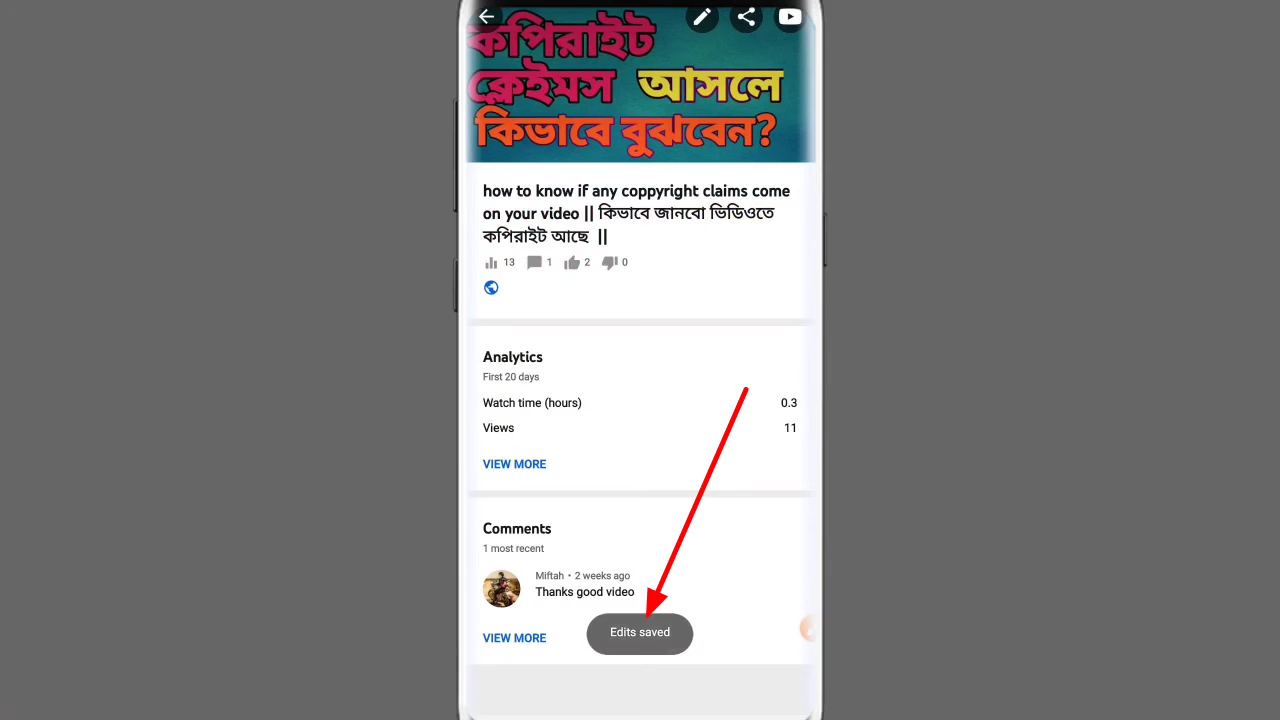 কপিরাইট
ক্লেইমস আসলে
কিভাবে বুঝবেন?
how to know if any coppyright claims come
on your video || কিভাবে জানবো ভিডিওতে
কপিরাইট আছে ||
13 1 2 0
Analytics
First 20 days
Watch time (hours) 0.3
Views 11
VIEW MORE
Comments
1 most recent
Miftah • 2 weeks ago
Thanks good video
Edits saved
VIEW MORE